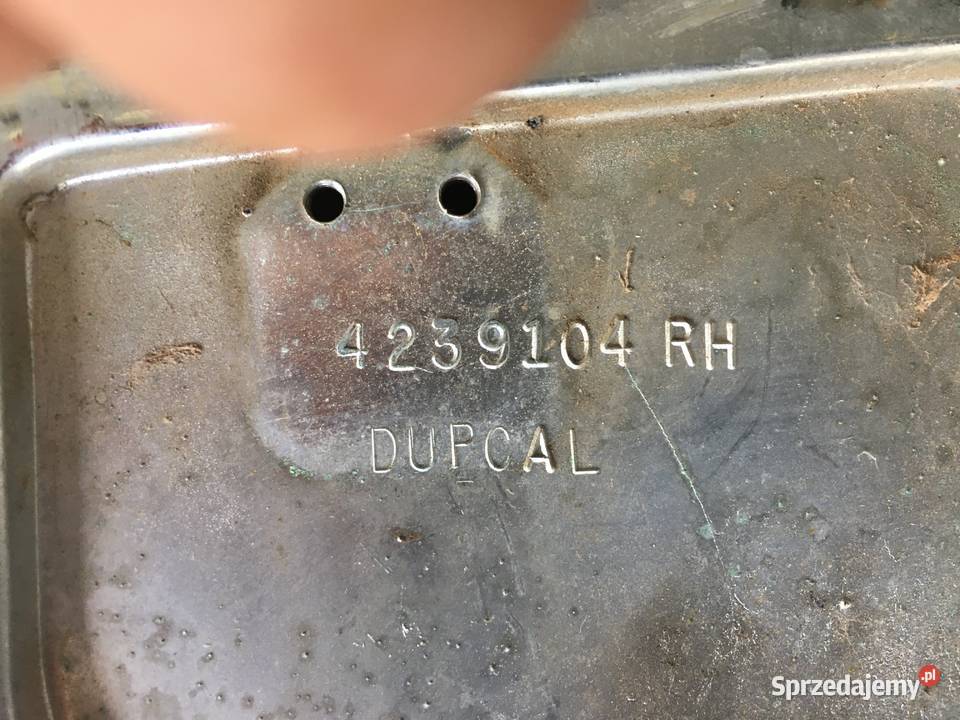 4239104 RH
DUPCAL
Sprzedajemy.pl